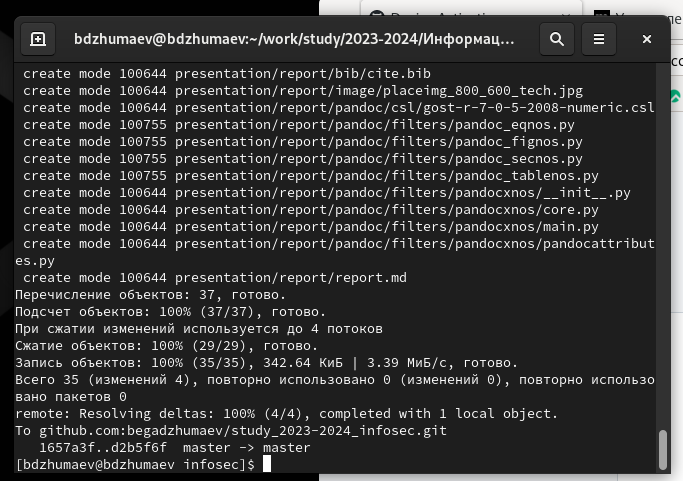 bdzhumaev@bdzhumaev:~/work/study/2023-2024/Информац...
create mode 100644 presentation/report/bib/cite.bib
create mode 100644 presentation/report/image/placeimg_800_600_tech.jpg
create mode 100644 presentation/report/pandoc/csl/gost-r-7-0-5-2008-numeric.csl
create mode 100755 presentation/report/pandoc/filters/pandoc_eqnos.py
create mode 100755 presentation/report/pandoc/filters/pandoc_fignos.py
create mode 100755 presentation/report/pandoc/filters/pandoc_secnos.py
create mode 100755 presentation/report/pandoc/filters/pandoc_tablenos.py
create mode 100644 presentation/report/pandoc/filters/pandocxnos/__init__.py
create mode 100644 presentation/report/pandoc/filters/pandocxnos/core.py
create mode 100644 presentation/report/pandoc/filters/pandocxnos/main.py
create mode 100644 presentation/report/pandoc/filters/pandocxnos/pandocattribut
es.py
create mode 100644 presentation/report/report.md
Перечисление объектов: 37, готово.
Подсчет объектов: 100% (37/37), готово.
При сжатии изменений используется до 4 потоков
Сжатие объектов: 100% (29/29), готово.
Запись объектов: 100% (35/35), 342.64 КиБ | 3.39 МиБ/с, готово.
Всего 35 (изменений 4), повторно использовано 0 (изменений 0), повторно использо
вано пакетов 0
remote: Resolving deltas: 100% (4/4), completed with 1 local object.
To github.com:begadzhumaev/study_2023-2024_infosec.git
1657a3f..d2b5f6f  master -> master
[bdzhumaev@bdzhumaev infosec]$